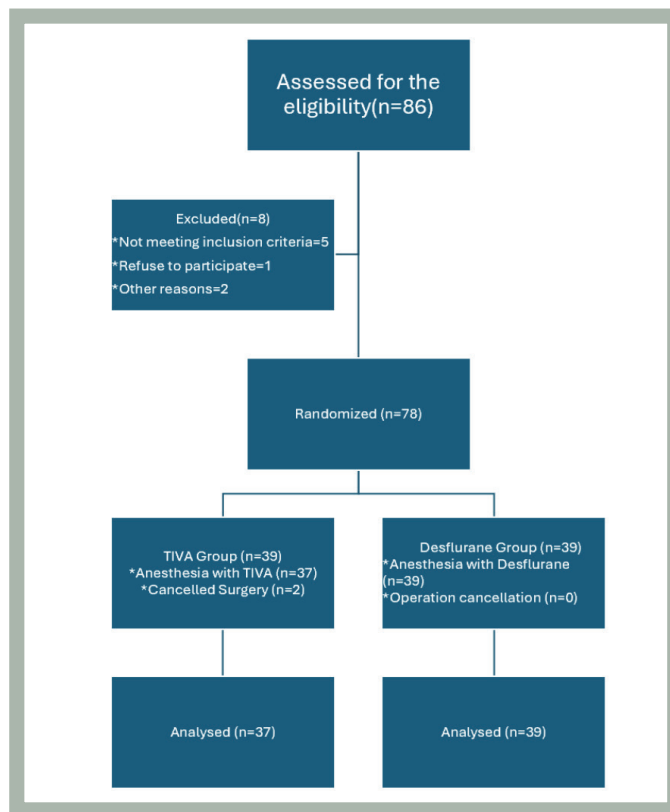 Assessed for the
eligibility(n=86)
Excluded(n=8)
*Not meeting inclusion criteria=5
*Refuse to participate=1
*Other reasons=2
Randomized (n=78)
TIVA Group (n=39)
*Anesthesia with TIVA (n=37)
*Cancelled Surgery (n=2)
Desflurane Group (n=39)
*Anesthesia with Desflurane
(n=39)
*Operation cancellation (n=0)
Analysed (n=37)
Analysed (n=39)